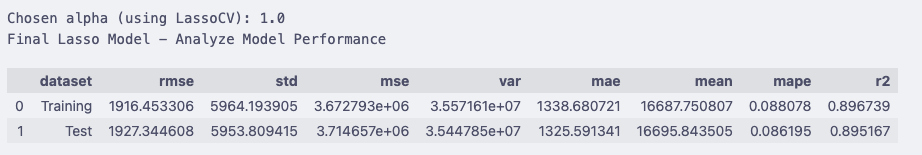 Chosen alpha (using LassoCV): 1.0
Final Lasso Model – Analyze Model Performance
dataset rmse std mse var mae mean mape r2
0 Training 1916.453306 5964.193905 3.672793e+06 3.557161e+07 1338.680721 16687.750807 0.088078 0.896739
1 Test 1927.344608 5953.809415 3.714657e+06 3.544785e+07 1325.591341 16695.843505 0.086195 0.895167